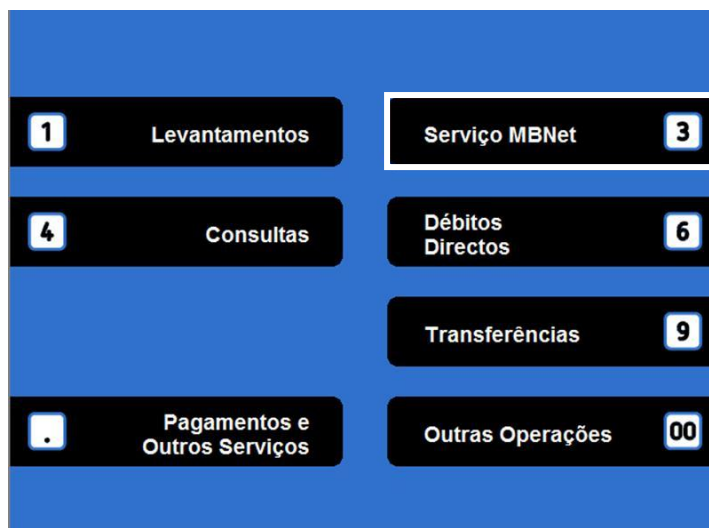 1 Levantamentos
Serviço MBNet 3
4 Consultas
Débitos
Directos 6
Transferências 9
. Pagamentos e
Outros Serviços
Outras Operações 00